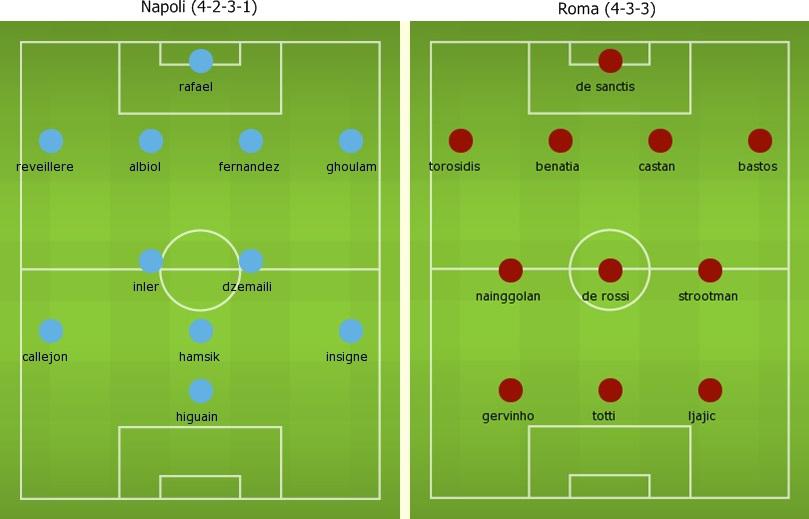 Napoli (4-2-3-1)
rafael
reveillere albiol fernandez ghoulam
inler dzemaili
callejon hamsik insigne
higuain
Roma (4-3-3)
de sanctis
torosidis benatia castan bastos
nainggolan de rossi strootman
gervinho totti ljajic